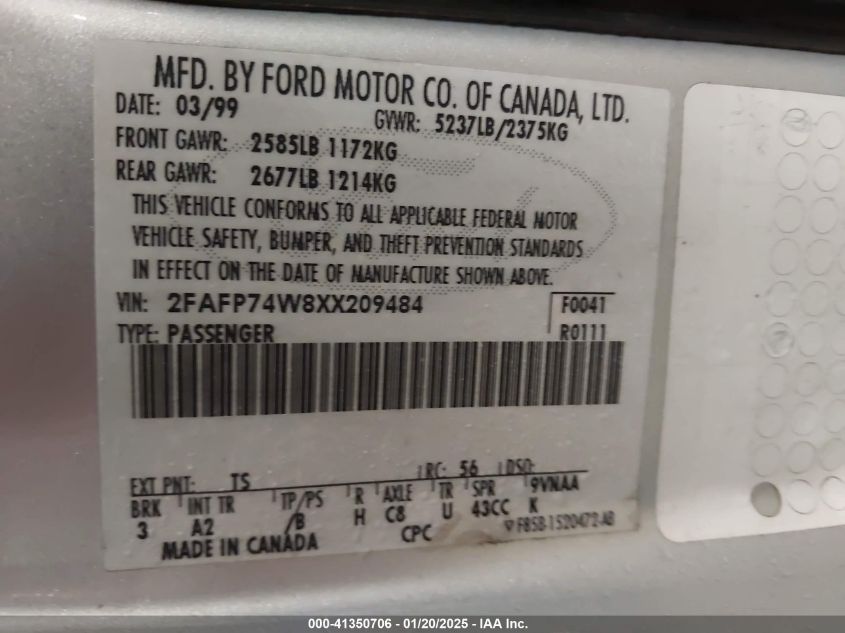 MFD. BY FORD MOTOR CO. OF CANADA, LTD.
DATE: 03/99 GVWR: 5237LB/2375KG
FRONT GAWR: 2585LB 1172KG
REAR GAWR: 2677LB 1214KG
THIS VEHICLE CONFORMS TO ALL APPLICABLE FEDERAL MOTOR
VEHICLE SAFETY, BUMPER, AND THEFT PREVENTION STANDARDS
IN EFFECT ON THE DATE OF MANUFACTURE SHOWN ABOVE.
VIN: 2FAFP74W8XX209484 F0041
TYPE: PASSENGER R0111
EXT PNT: TS RC: 56 DSO:
BRK INT TR TP/PS R AXLE TR SPR 9VNAA
3 A2 /B H C8 U 43CC K
MADE IN CANADA CPC F85B-1520472-AB
000-41350706 - 01/20/2025 - IAA Inc.